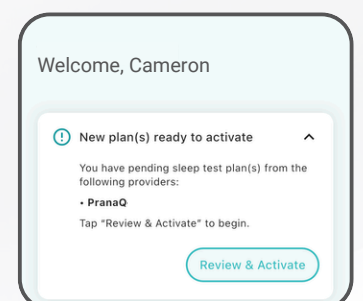 Welcome, Cameron
New plan(s) ready to activate
You have pending sleep test plan(s) from the
following providers:
• PranaQ
Tap "Review & Activate" to begin.
Review & Activate